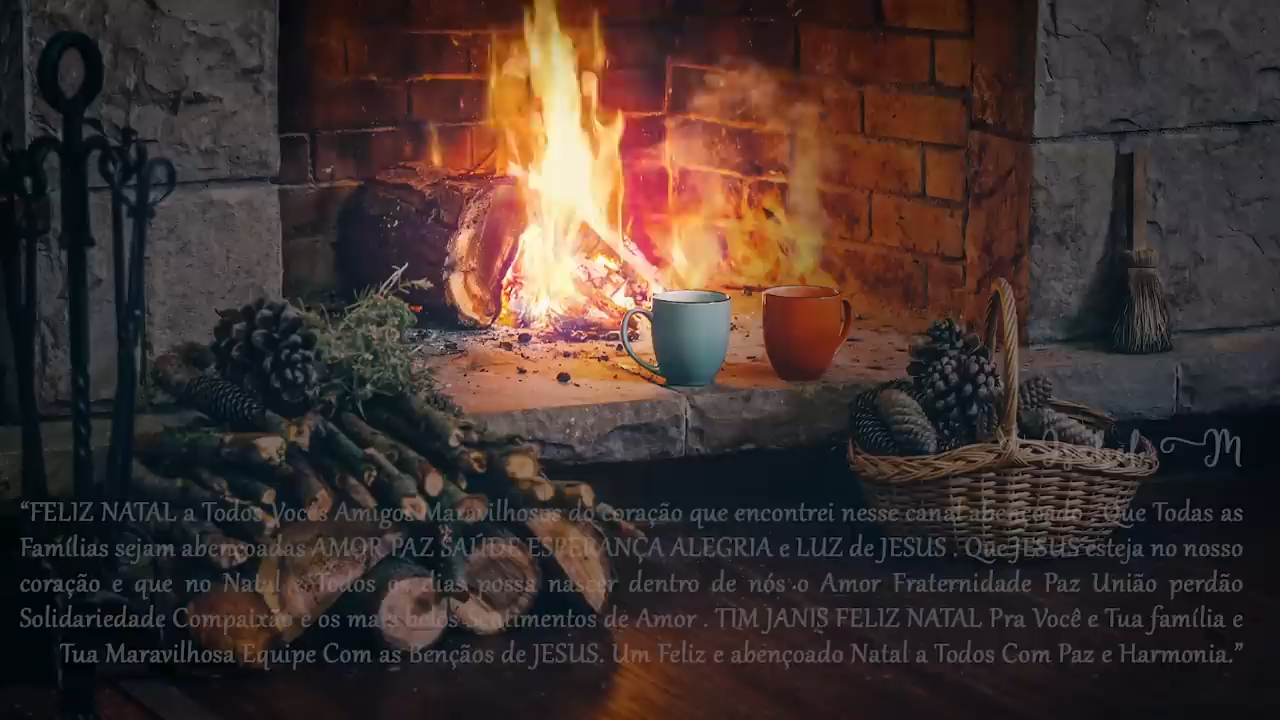 M
“FELIZ NATAL a Todos Vocês Amigos Maravilhosos do coração que encontrei nesse canal abençoado . Que Todas as
Famílias sejam abençoadas AMOR PAZ SAÚDE ESPERANÇA ALEGRIA e LUZ de JESUS . Que JESUS esteja no nosso
coração e que no Natal e Todos os dias possa nascer dentro de nós o Amor Fraternidade Paz União perdão
Solidariedade Compaixão e os mais belos sentimentos de Amor . TIM JANIS FELIZ NATAL Pra Você e Tua família e
Tua Maravilhosa Equipe Com as Bençãos de JESUS. Um Feliz e abençoado Natal a Todos Com Paz e Harmonia.”